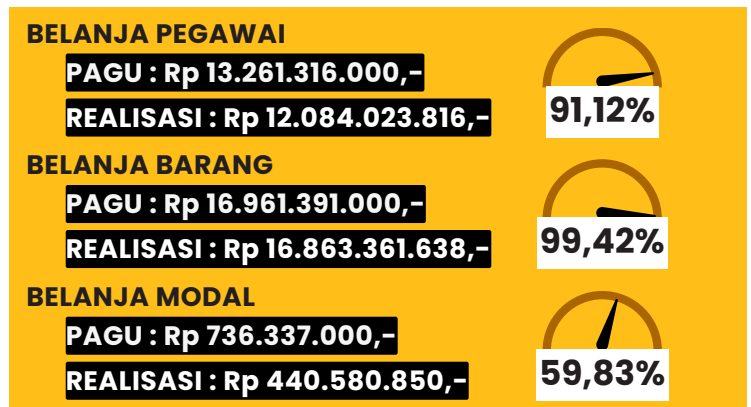 BELANJA PEGAWAI
PAGU : Rp 13.261.316.000,-
REALISASI : Rp 12.084.023.816,-
91,12%
BELANJA BARANG
PAGU : Rp 16.961.391.000,-
REALISASI : Rp 16.863.361.638,-
99,42%
BELANJA MODAL
PAGU : Rp 736.337.000,-
REALISASI : Rp 440.580.850,-
59,83%